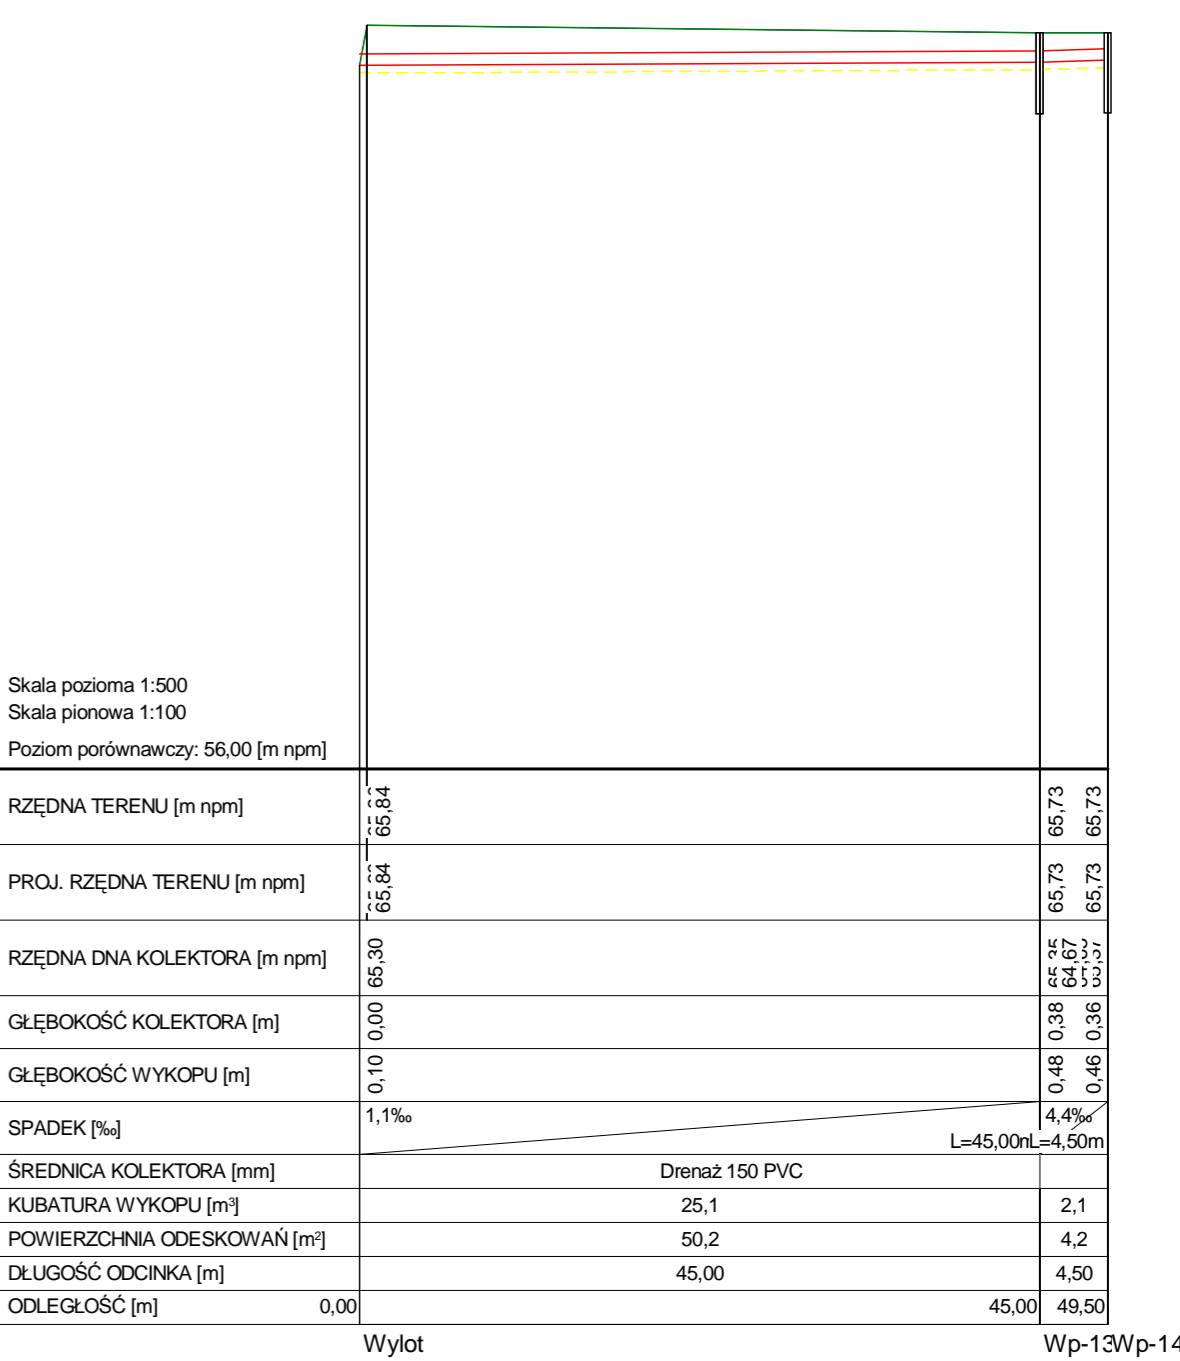 Skala pozioma 1:500
Skala pionowa 1:100
Poziom porównawczy: 56,00 [m npm]
RZĘDNA TERENU [m npm] 65,84 65,73 65,73
PROJ. RZĘDNA TERENU [m npm] 65,84 65,73 65,73
RZĘDNA DNA KOLEKTORA [m npm] 65,30 65,35 64,67
GŁĘBOKOŚĆ KOLEKTORA [m] 0,00 0,38 0,36
GŁĘBOKOŚĆ WYKOPU [m] 0,10 0,48 0,46
SPADEK [‰] 1,1‰ L=45,00m 4,4‰ L=4,50m
ŚREDNICA KOLEKTORA [mm] Drenaż 150 PVC
KUBATURA WYKOPU [m³] 25,1 2,1
POWIERZCHNIA ODESKOWAŃ [m²] 50,2 4,2
DŁUGOŚĆ ODCINKA [m] 45,00 4,50
ODLEGŁOŚĆ [m] 0,00 45,00 49,50
Wylot Wp-13 Wp-14